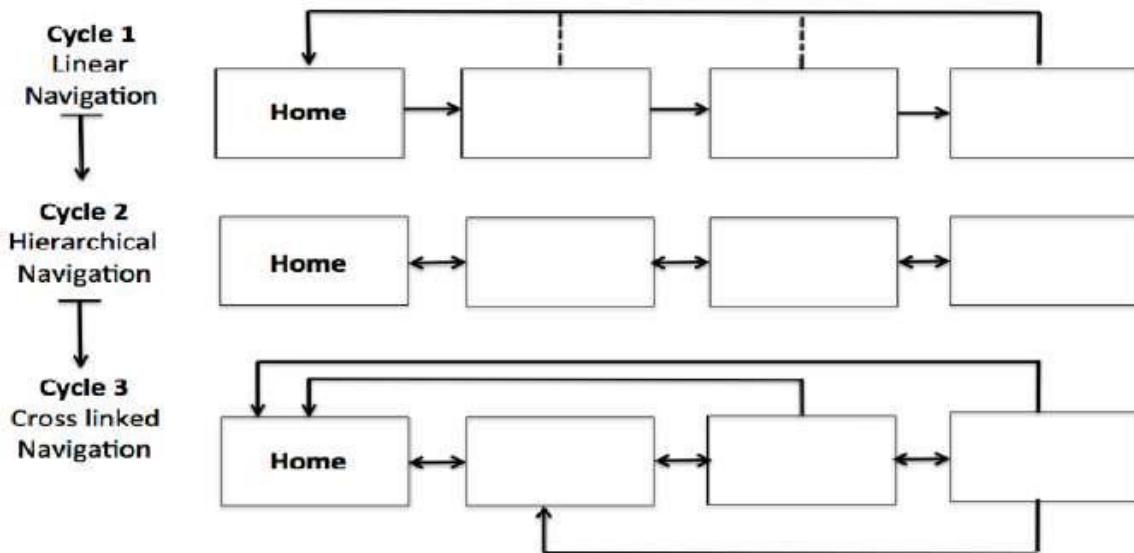 Cycle 1
Linear
Navigation
Home
Cycle 2
Hierarchical
Navigation
Home
Cycle 3
Cross linked
Navigation
Home